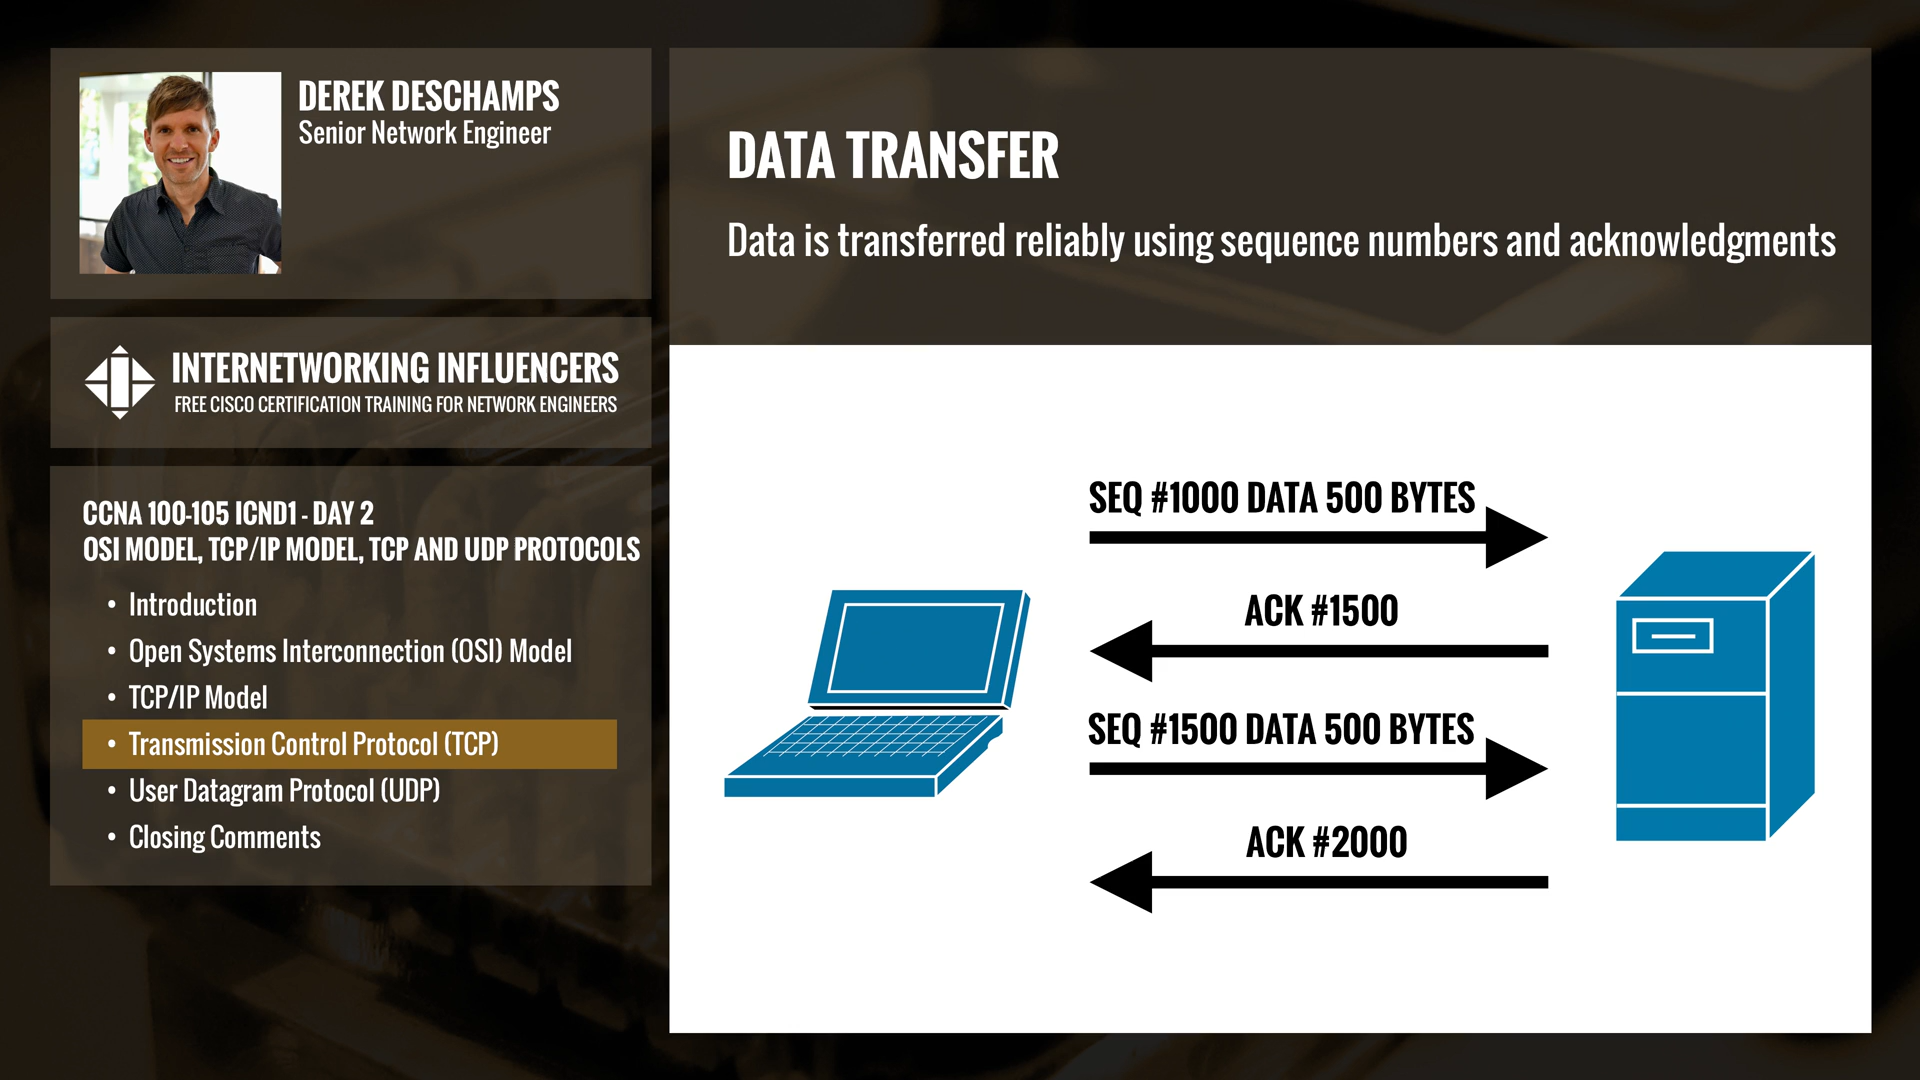 DEREK DESCHAMPS
Senior Network Engineer
INTERNETWORKING INFLUENCERS
FREE CISCO CERTIFICATION TRAINING FOR NETWORK ENGINEERS
CCNA 100-105 ICND1 - DAY 2
OSI MODEL, TCP/IP MODEL, TCP AND UDP PROTOCOLS
• Introduction
• Open Systems Interconnection (OSI) Model
• TCP/IP Model
• Transmission Control Protocol (TCP)
• User Datagram Protocol (UDP)
• Closing Comments
DATA TRANSFER
Data is transferred reliably using sequence numbers and acknowledgments
SEQ #1000 DATA 500 BYTES
ACK #1500
SEQ #1500 DATA 500 BYTES
ACK #2000